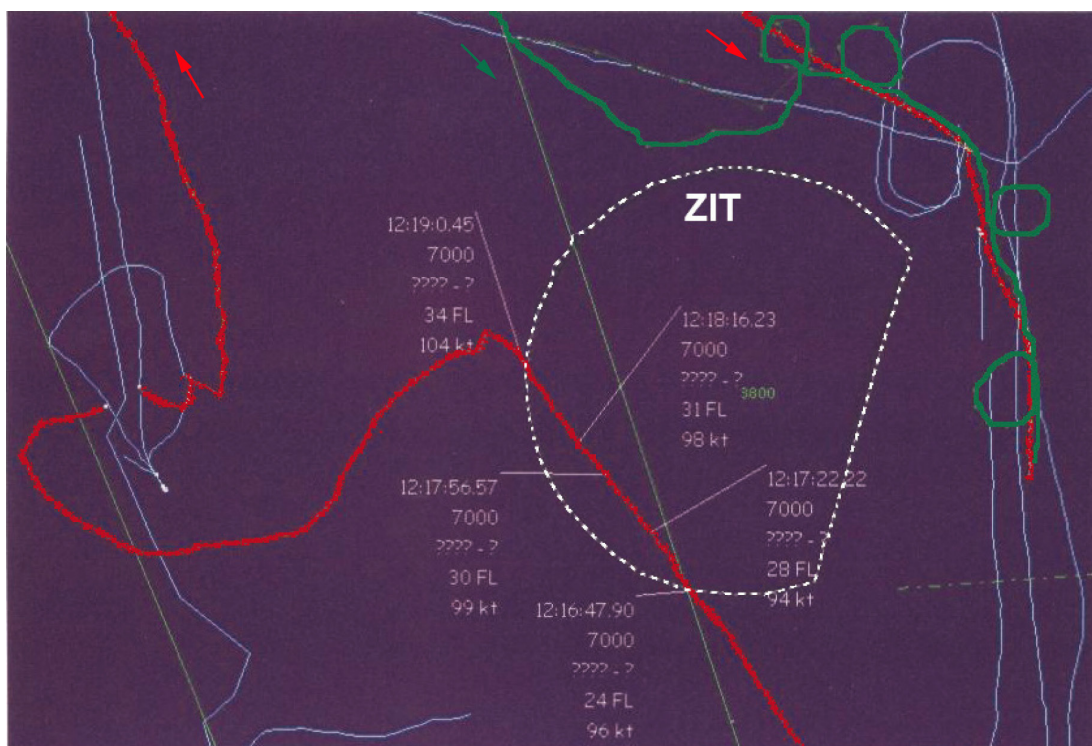 ZIT
12:19:0.45
7000
???? - ?
34 FL
104 kt
12:18:16.23
7000
???? - ?
3800
31 FL
98 kt
12:17:56.57
7000
???? - ?
30 FL
99 kt
12:17:22.22
7000
???? - ?
28 FL
94 kt
12:16:47.90
7000
???? - ?
24 FL
96 kt